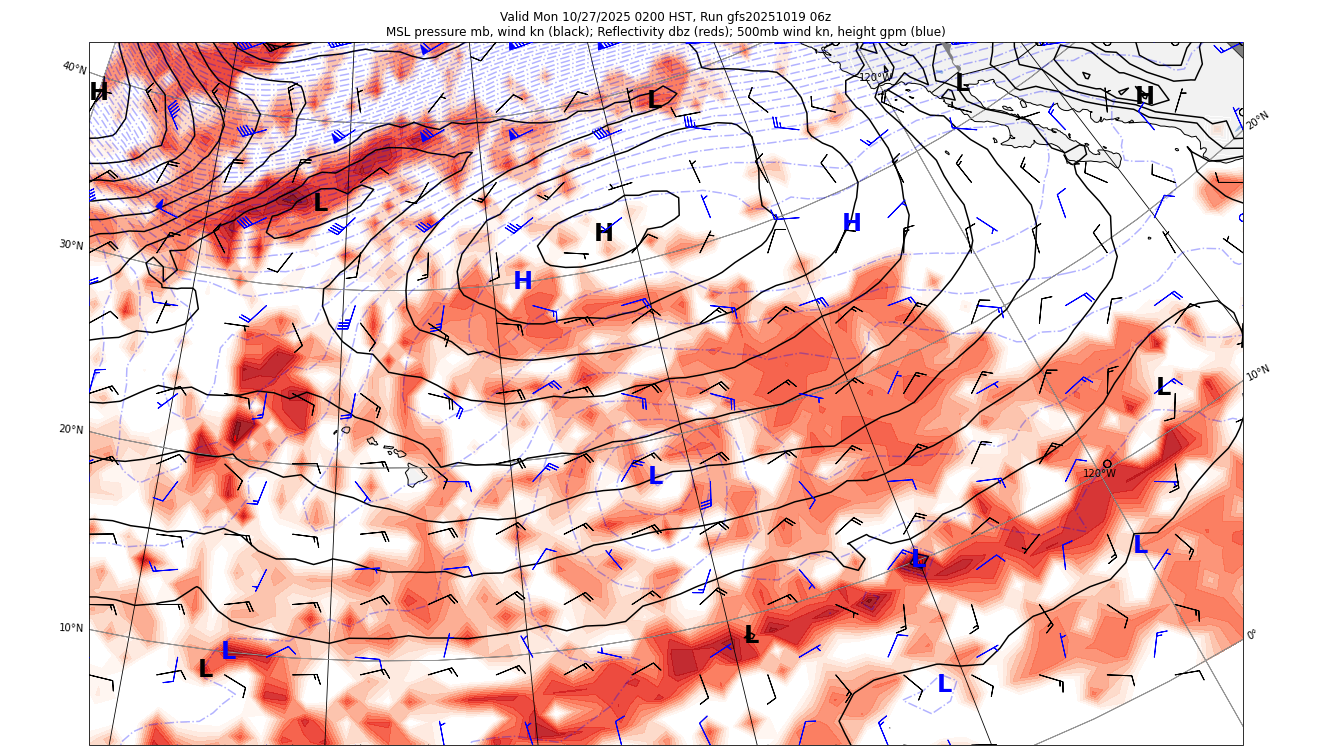 Valid Mon 10/27/2025 0200 HST, Run gfs20251019 06z
MSL pressure mb, wind kn (black); Reflectivity dbz (reds); 500mb wind kn, height gpm (blue)
40°N
120°W
L
H
H
L
20°N
L
H
H
30°N
H
10°N
L
20°N
L
120°W
L
L
10°N
L
0°
L
L
L